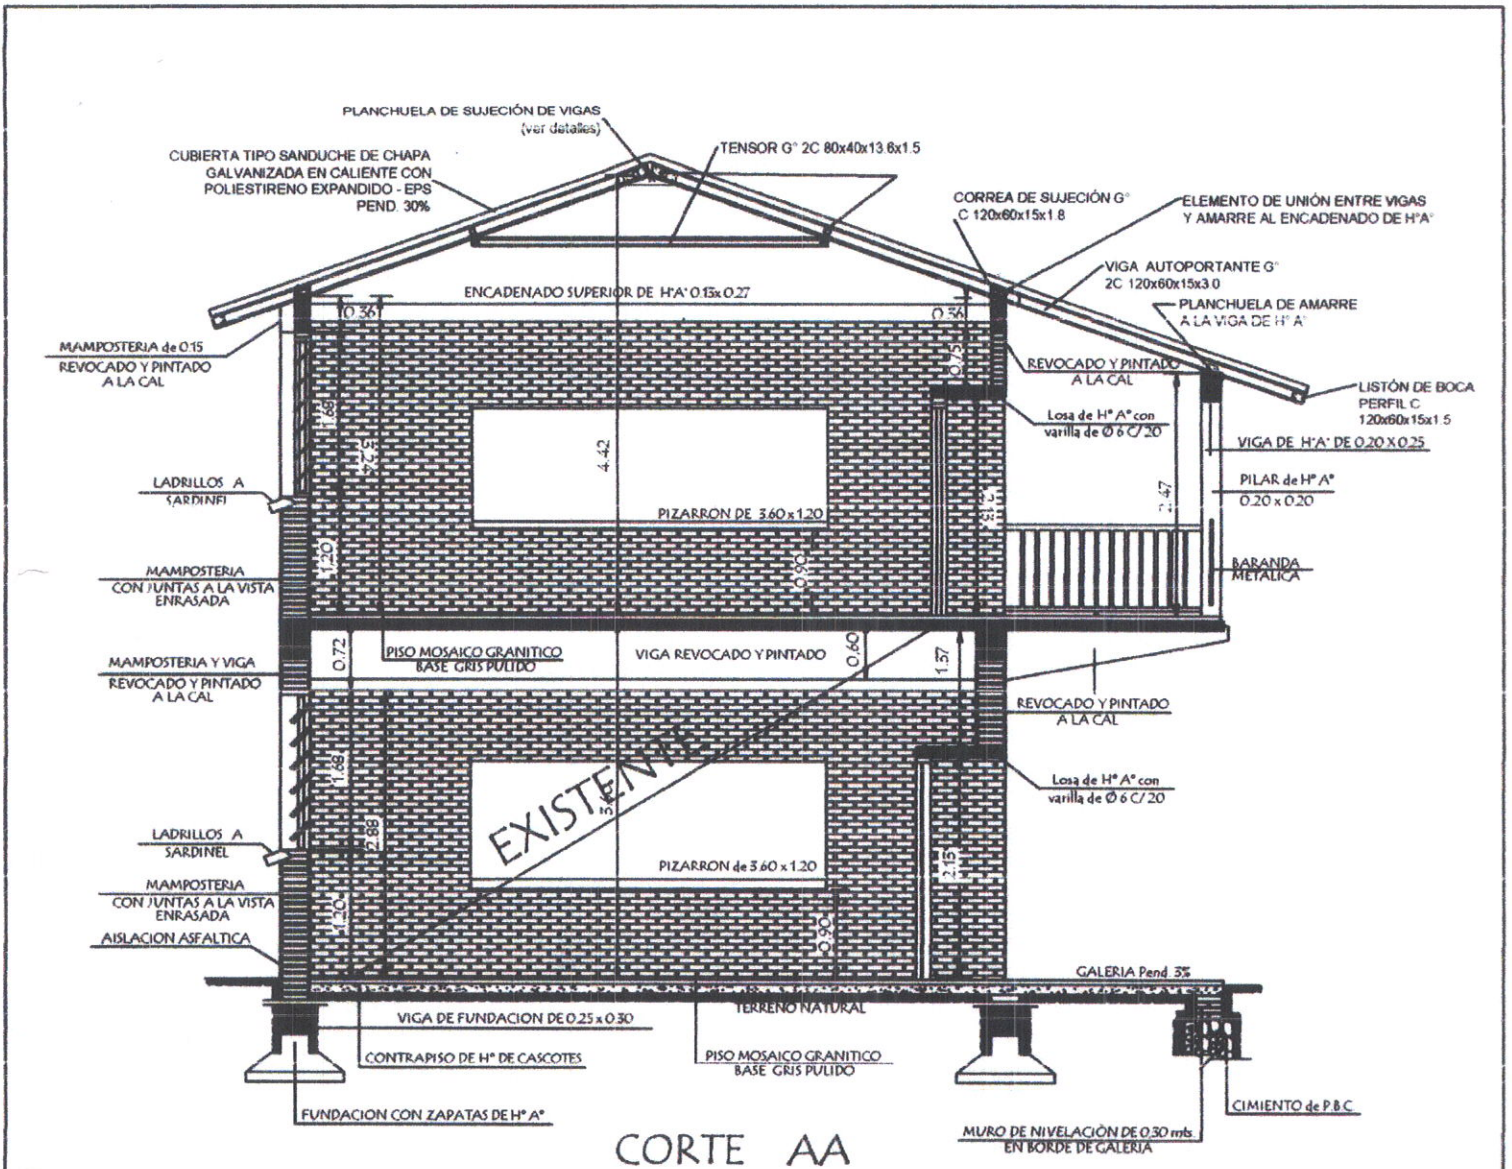 PLANCHUELA DE SUJECIÓN DE VIGAS
(ver detalles)
TENSOR G° 2C 80x40x13.6x1.5
CUBIERTA TIPO SANDUCHE DE CHAPA
GALVANIZADA EN CALIENTE CON
POLIESTIRENO EXPANDIDO - EPS
PEND. 30%
CORREA DE SUJECIÓN G°
C 120x60x15x1.8
ELEMENTO DE UNIÓN ENTRE VIGAS
Y AMARRE AL ENCADENADO DE H°A°
VIGA AUTOPORTANTE G°
2C 120x60x15x3.0
PLANCHUELA DE AMARRE
A LA VIGA DE H° A°
ENCADENADO SUPERIOR DE H°A° 0.13x0.27
0.36
0.36
MAMPOSTERIA de 0.15
REVOCADO Y PINTADO
A LA CAL
0.75
REVOCADO Y PINTADO
A LA CAL
LISTÓN DE BOCA
PERFIL C
120x60x15x1.5
1.68
3.24
4.42
Losa de H° A° con
varilla de Ø 6 C/20
VIGA DE H°A° DE 0.20 X 0.25
LADRILLOS A
SARDINEL
PIZARRON DE 3.60 x 1.20
2.13
2.47
PILAR de H° A°
0.20 x 0.20
1.20
0.90
MAMPOSTERIA
CON JUNTAS A LA VISTA
ENRASADA
BARANDA
METALICA
MAMPOSTERIA Y VIGA
REVOCADO Y PINTADO
A LA CAL
0.72
PISO MOSAICO GRANITICO
BASE GRIS PULIDO
VIGA REVOCADO Y PINTADO
0,60
1.37
REVOCADO Y PINTADO
A LA CAL
EXISTENTE
1.68
2.88
Losa de H° A° con
varilla de Ø 6 C/20
LADRILLOS A
SARDINEL
PIZARRON de 3.60 x 1.20
2.13
MAMPOSTERIA
CON JUNTAS A LA VISTA
ENRASADA
1.20
0.90
AISLACION ASFALTICA
GALERIA Pend. 3%
TERRENO NATURAL
VIGA DE FUNDACION DE 0.25 x 0.30
CONTRAPISO DE H° DE CASCOTES
PISO MOSAICO GRANITICO
BASE GRIS PULIDO
FUNDACION CON ZAPATAS DE H° A°
CIMIENTO de P.B.C.
MURO DE NIVELACIÓN DE 0,30 mts.
EN BORDE DE GALERIA
CORTE AA